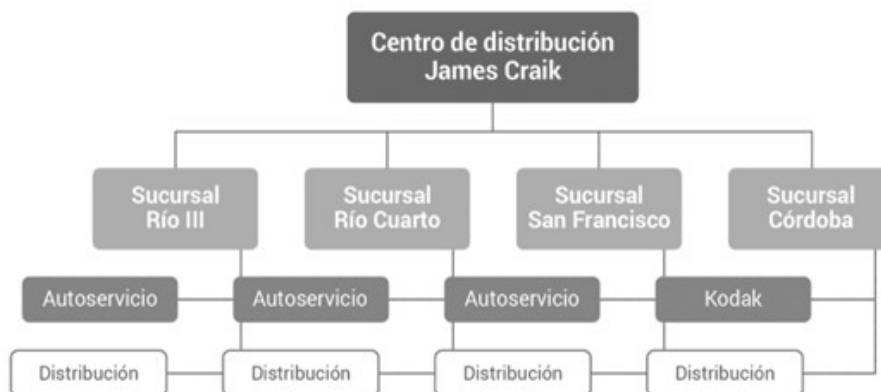 Centro de distribución
James Craik
Sucursal
Río III
Sucursal
Río Cuarto
Sucursal
San Francisco
Sucursal
Córdoba
Autoservicio
Autoservicio
Autoservicio
Kodak
Distribución
Distribución
Distribución
Distribución